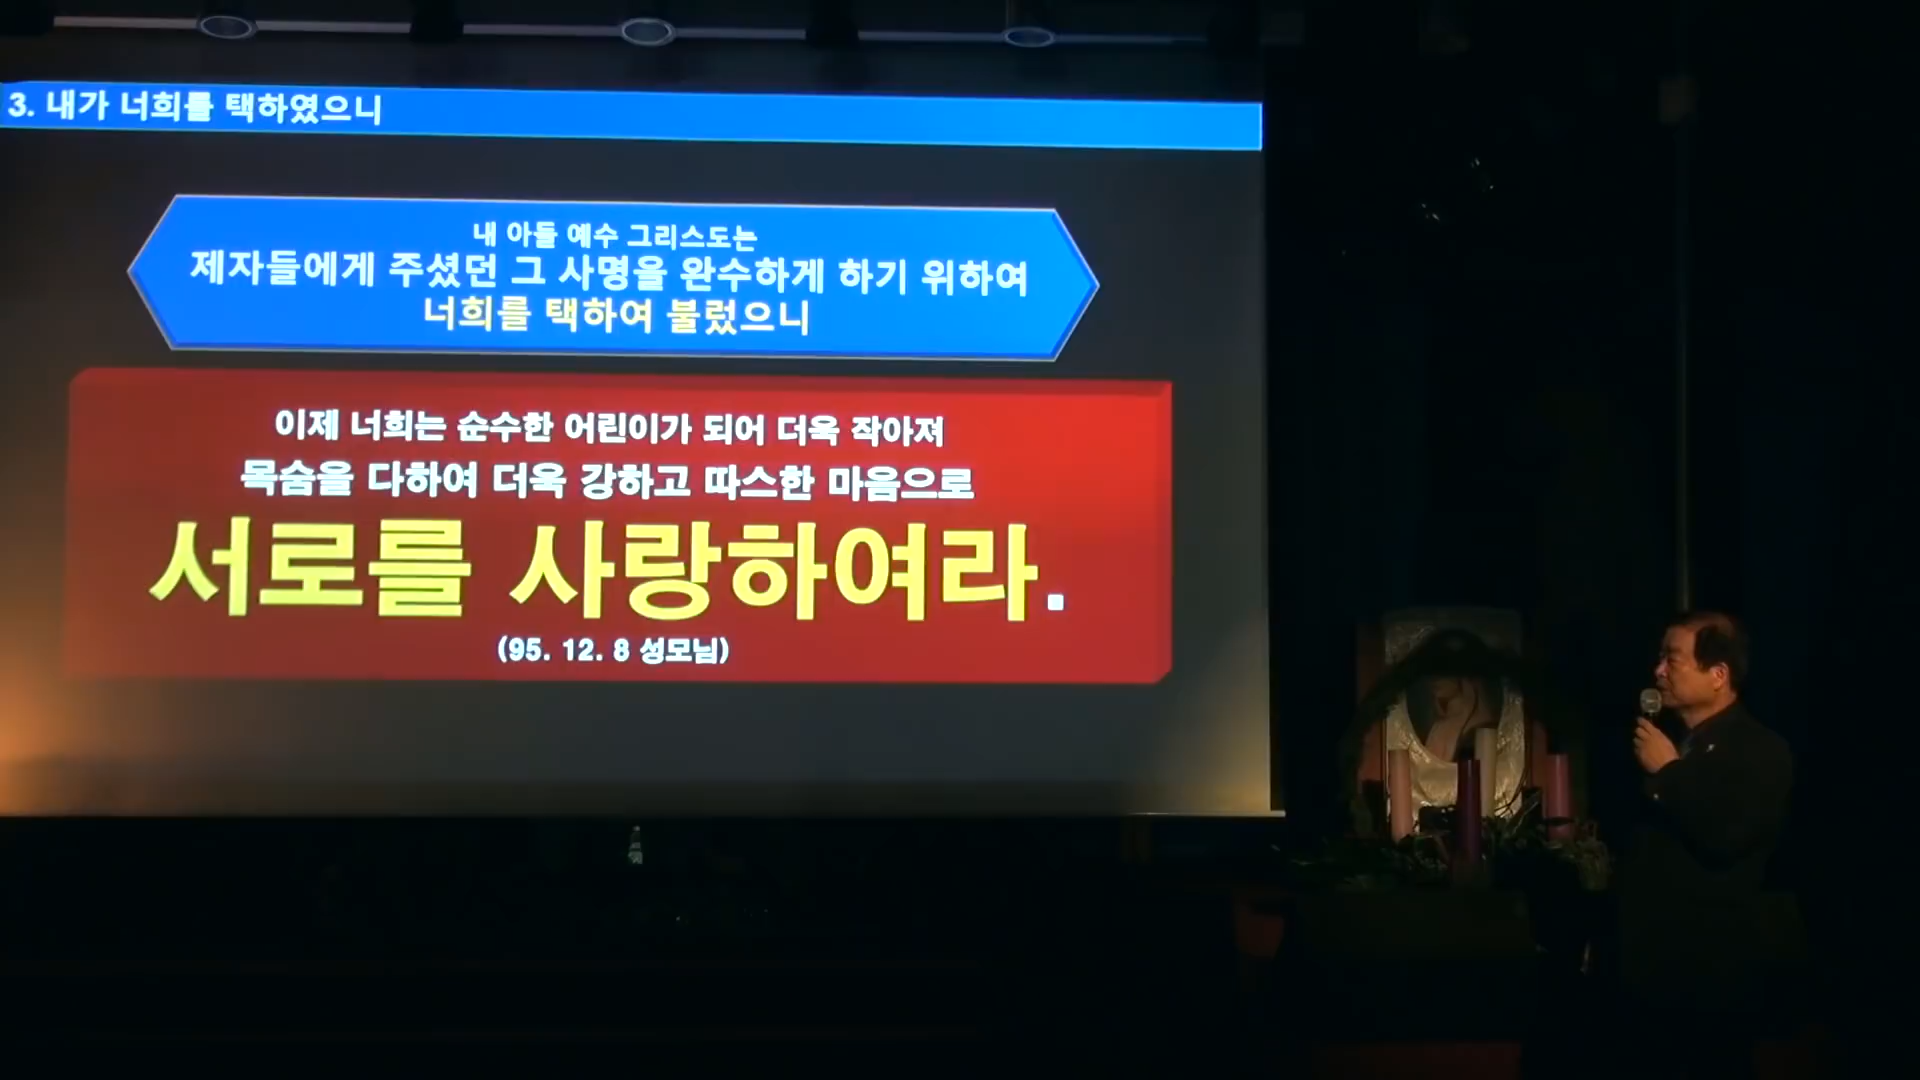 3. 내가 너희를 택하였으니
내 아들 예수 그리스도는
제자들에게 주셨던 그 사명을 완수하게 하기 위하여
너희를 택하여 불렀으니
이제 너희는 순수한 어린이가 되어 더욱 작아져
목숨을 다하여 더욱 강하고 따스한 마음으로
서로를 사랑하여라.
(95. 12. 8 성모님)